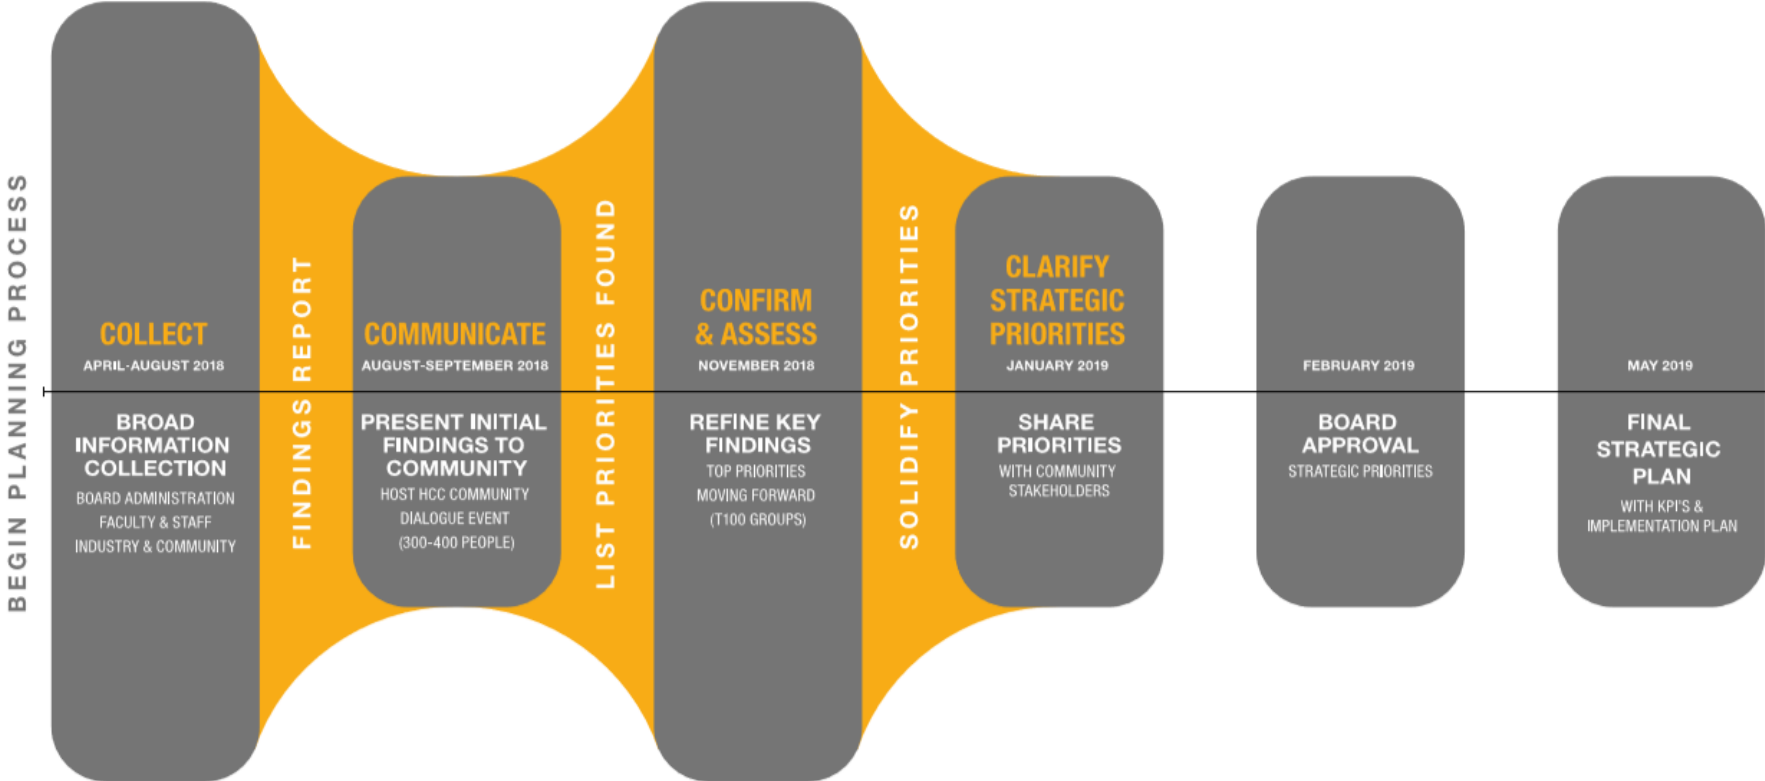 BEGIN PLANNING PROCESS
COLLECT
APRIL-AUGUST 2018
BROAD
INFORMATION
COLLECTION
BOARD ADMINISTRATION
FACULTY & STAFF
INDUSTRY & COMMUNITY
FINDINGS REPORT
COMMUNICATE
AUGUST-SEPTEMBER 2018
PRESENT INITIAL
FINDINGS TO
COMMUNITY
HOST HCC COMMUNITY
DIALOGUE EVENT
(300-400 PEOPLE)
LIST PRIORITIES FOUND
CONFIRM
& ASSESS
NOVEMBER 2018
REFINE KEY
FINDINGS
TOP PRIORITIES
MOVING FORWARD
(T100 GROUPS)
SOLIDIFY PRIORITIES
CLARIFY
STRATEGIC
PRIORITIES
JANUARY 2019
SHARE
PRIORITIES
WITH COMMUNITY
STAKEHOLDERS
FEBRUARY 2019
BOARD
APPROVAL
STRATEGIC PRIORITIES
MAY 2019
FINAL
STRATEGIC
PLAN
WITH KPI'S &
IMPLEMENTATION PLAN